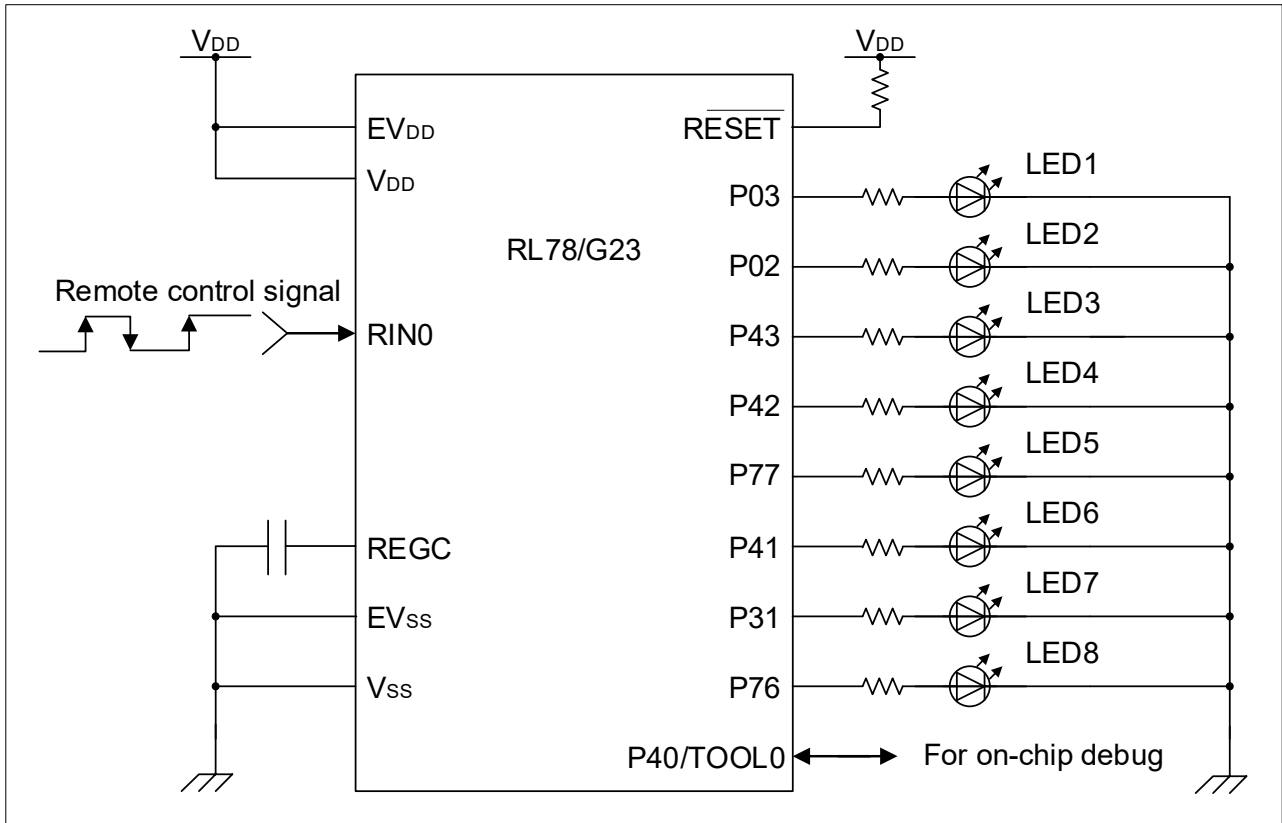 VDD
VDD
EVDD
RESET
VDD
P03
LED1
RL78/G23
P02
LED2
Remote control signal
RIN0
P43
LED3
P42
LED4
P77
LED5
REGC
P41
LED6
EVSS
P31
LED7
VSS
P76
LED8
P40/TOOL0
For on-chip debug